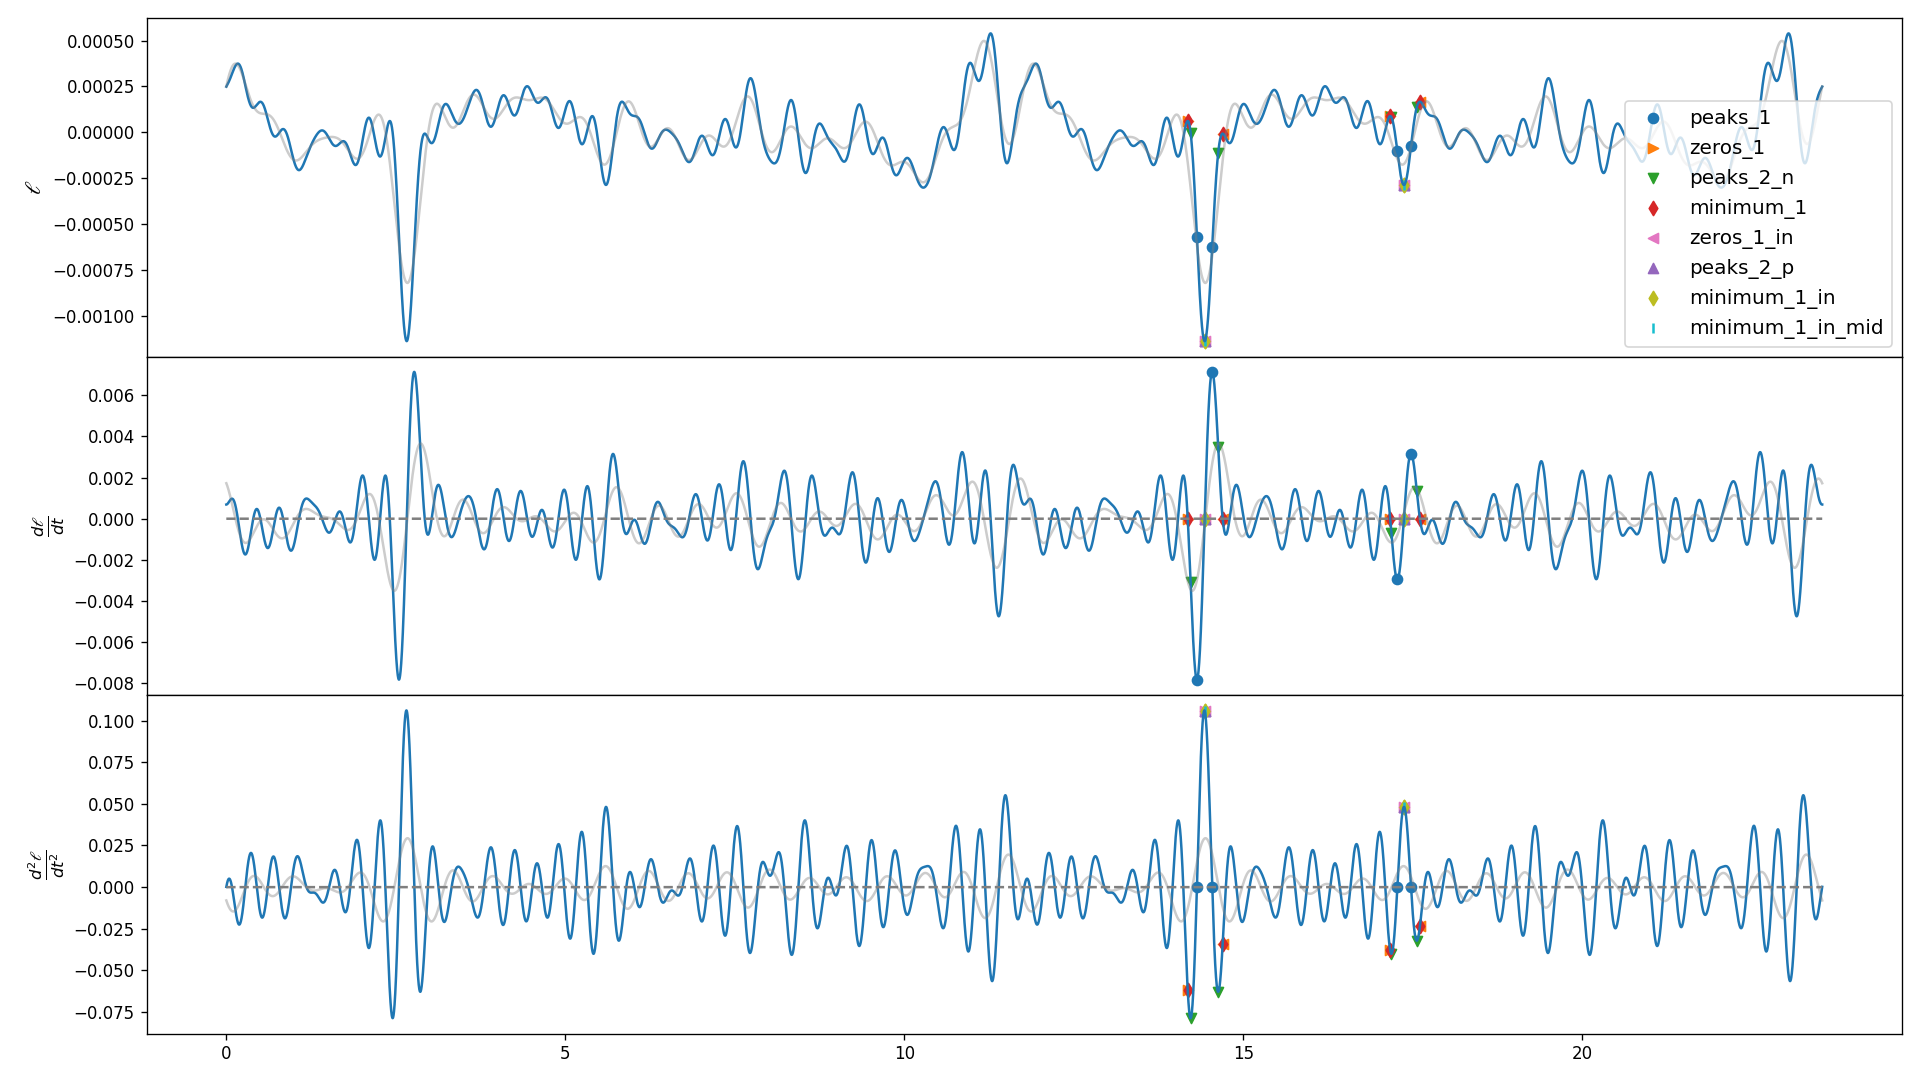 0.00050
0.00025
0.00000
−0.00025
−0.00050
−0.00075
−0.00100
ℓ
peaks_1
zeros_1
peaks_2_n
minimum_1
zeros_1_in
peaks_2_p
minimum_1_in
minimum_1_in_mid
0.006
0.004
0.002
0.000
−0.002
−0.004
−0.006
−0.008
dℓ
dt
0.100
0.075
0.050
0.025
0.000
−0.025
−0.050
−0.075
d²ℓ
dt²
0 5 10 15 20